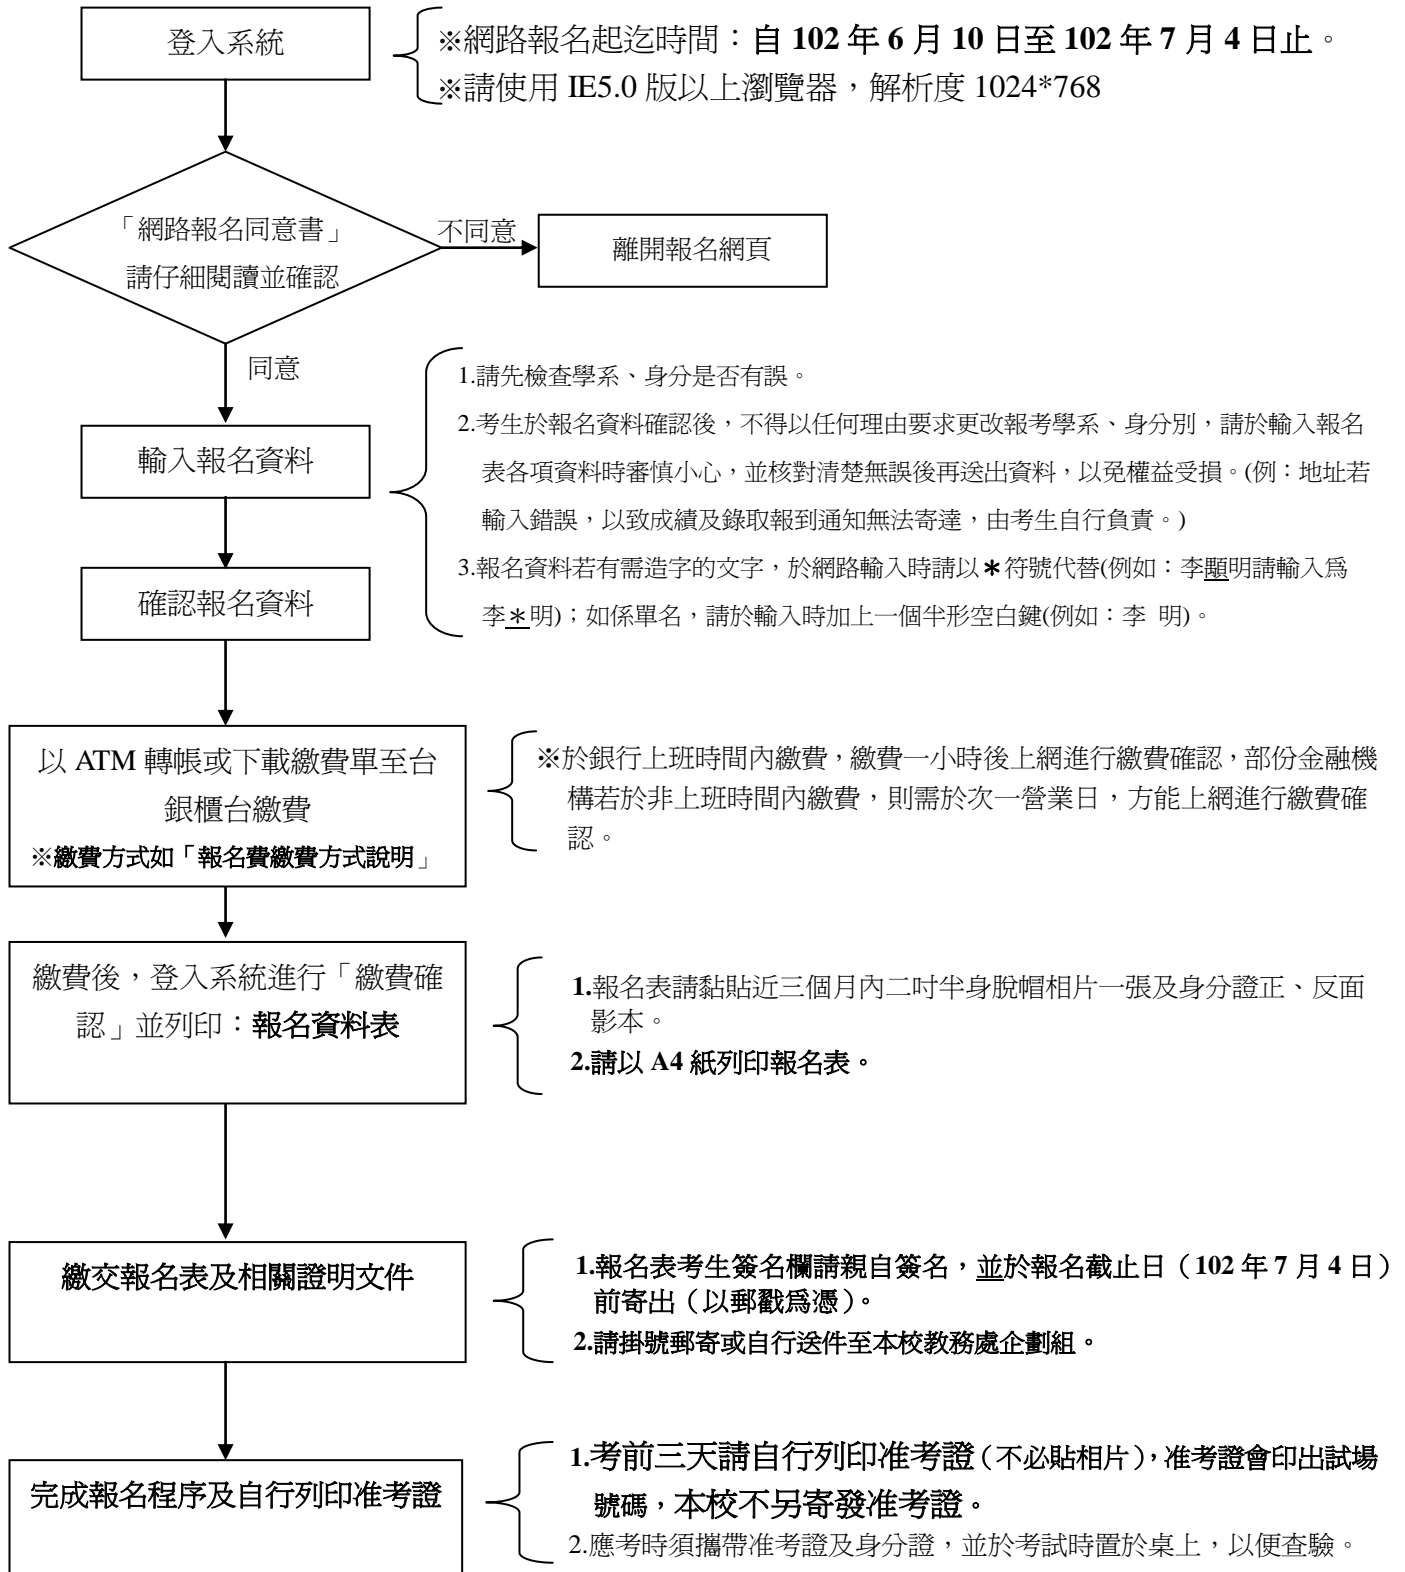 登入系統
※網路報名起迄時間：自 102 年 6 月 10 日至 102 年 7 月 4 日止。
※請使用 IE5.0 版以上瀏覽器，解析度 1024*768
「網路報名同意書」
請仔細閱讀並確認
不同意
離開報名網頁
同意
輸入報名資料
確認報名資料
1.請先檢查學系、身分是否有誤。
2.考生於報名資料確認後，不得以任何理由要求更改報考學系、身分別，請於輸入報名
表各項資料時審慎小心，並核對清楚無誤後再送出資料，以免權益受損。(例：地址若
輸入錯誤，以致成績及錄取報到通知無法寄達，由考生自行負責。)
3.報名資料若有需造字的文字，於網路輸入時請以＊符號代替(例如：李顒明請輸入為
李＊明)；如係單名，請於輸入時加上一個半形空白鍵(例如：李 明)。
以 ATM 轉帳或下載繳費單至台
銀櫃台繳費
※繳費方式如「報名費繳費方式說明」
※於銀行上班時間內繳費，繳費一小時後上網進行繳費確認，部份金融機
構若於非上班時間內繳費，則需於次一營業日，方能上網進行繳費確
認。
繳費後，登入系統進行「繳費確
認」並列印：報名資料表
1.報名表請黏貼近三個月內二吋半身脫帽相片一張及身分證正、反面
影本。
2.請以 A4 紙列印報名表。
繳交報名表及相關證明文件
1.報名表考生簽名欄請親自簽名，並於報名截止日（102 年 7 月 4 日）
前寄出（以郵戳為憑）。
2.請掛號郵寄或自行送件至本校教務處企劃組。
完成報名程序及自行列印准考證
1.考前三天請自行列印准考證（不必貼相片），准考證會印出試場
號碼，本校不另寄發准考證。
2.應考時須攜帶准考證及身分證，並於考試時置於桌上，以便查驗。